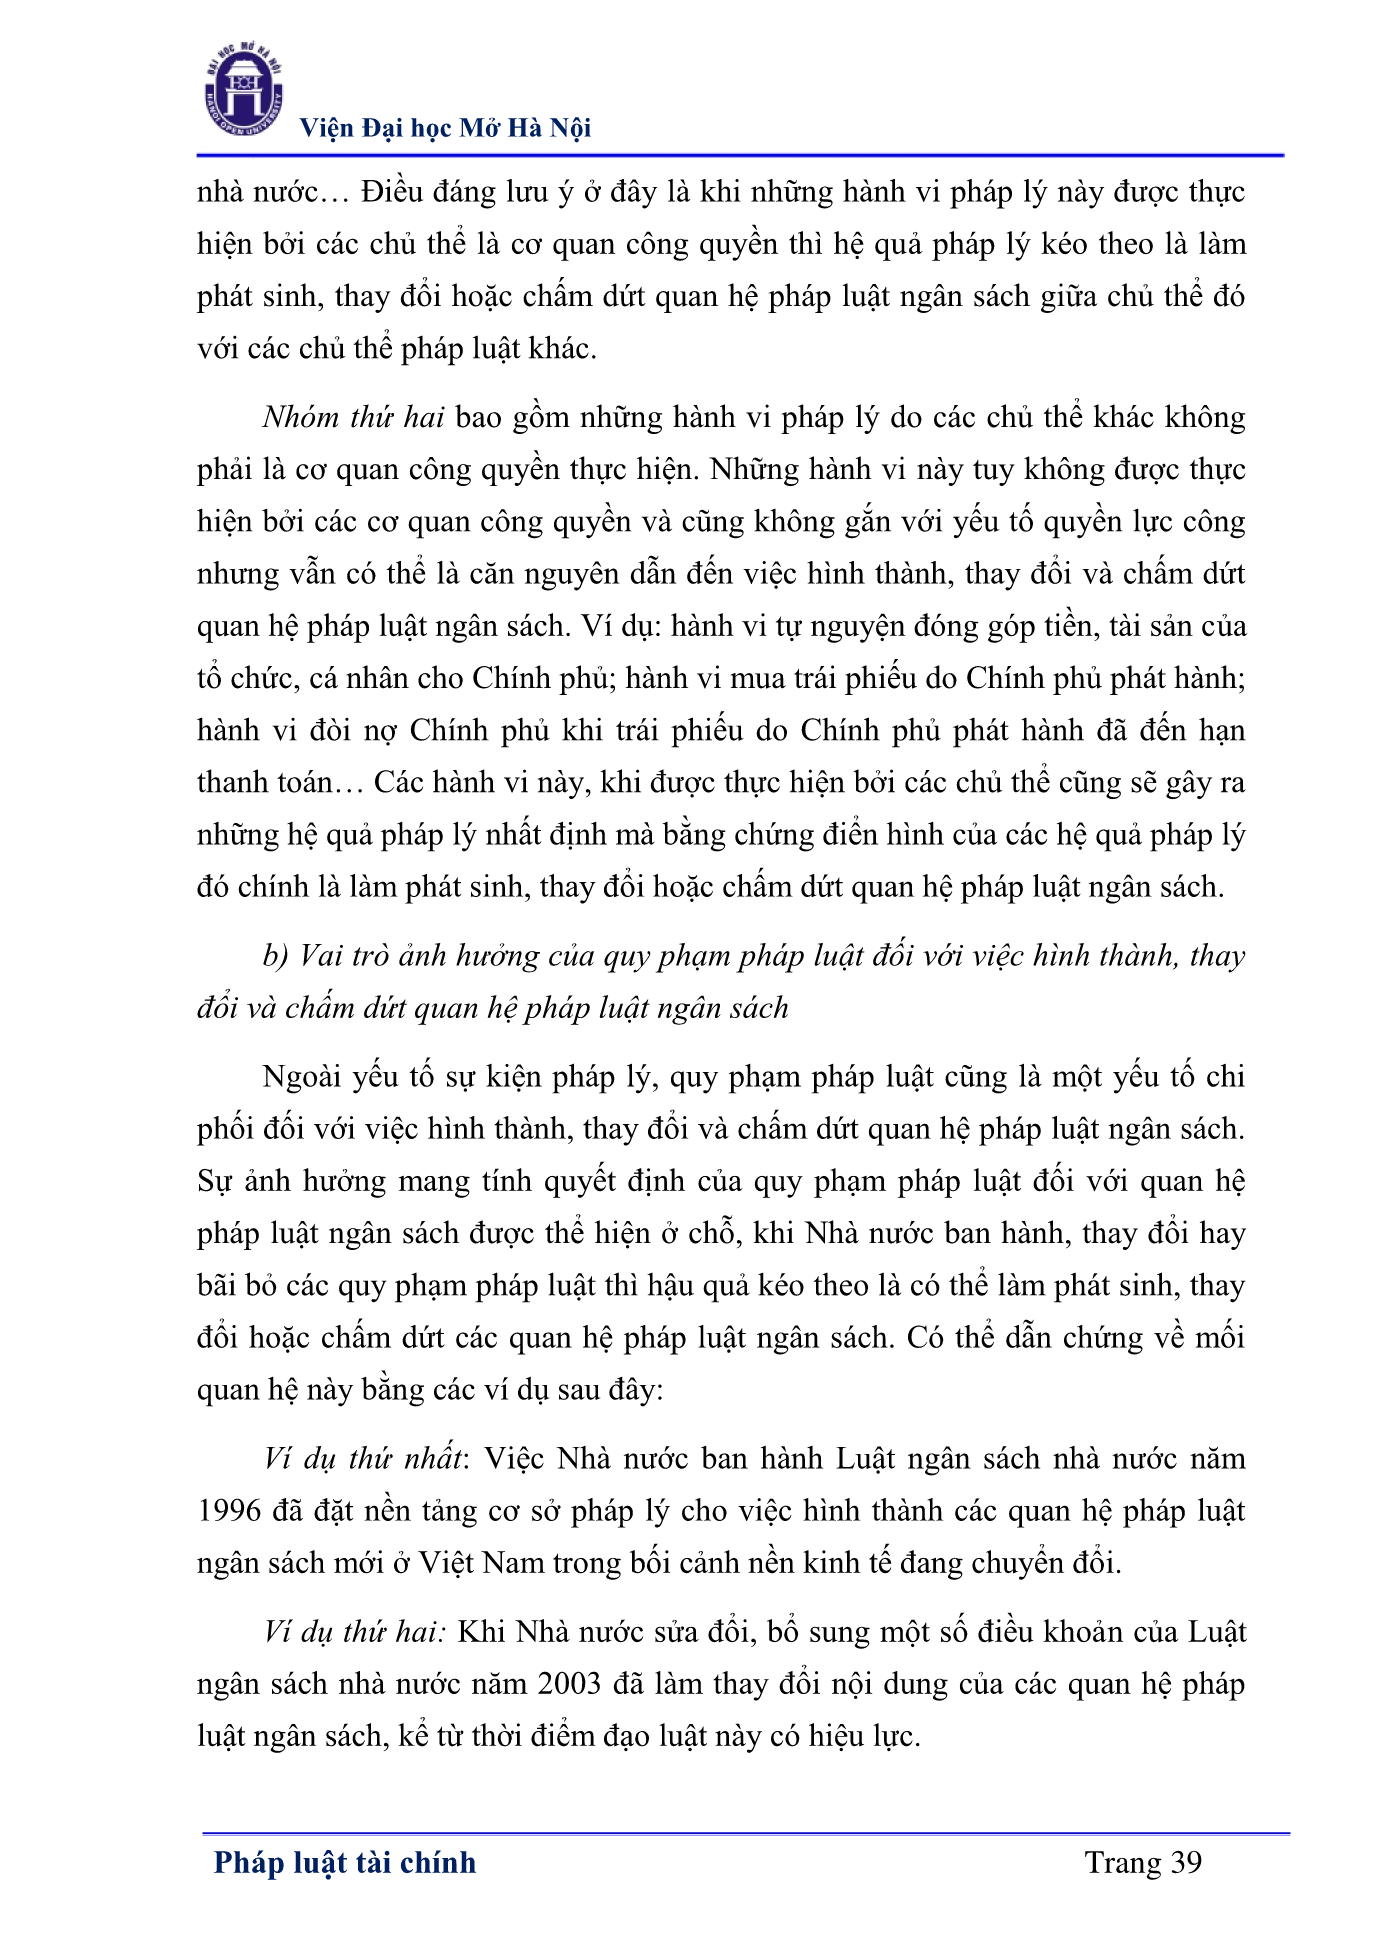 ĐẠI HỌC MỞ HÀ NỘI
HANOI OPEN UNIVERSITY
Viện Đại học Mở Hà Nội
nhà nước… Điều đáng lưu ý ở đây là khi những hành vi pháp lý này được thực
hiện bởi các chủ thể là cơ quan công quyền thì hệ quả pháp lý kéo theo là làm
phát sinh, thay đổi hoặc chấm dứt quan hệ pháp luật ngân sách giữa chủ thể đó
với các chủ thể pháp luật khác.
Nhóm thứ hai bao gồm những hành vi pháp lý do các chủ thể khác không
phải là cơ quan công quyền thực hiện. Những hành vi này tuy không được thực
hiện bởi các cơ quan công quyền và cũng không gắn với yếu tố quyền lực công
nhưng vẫn có thể là căn nguyên dẫn đến việc hình thành, thay đổi và chấm dứt
quan hệ pháp luật ngân sách. Ví dụ: hành vi tự nguyện đóng góp tiền, tài sản của
tổ chức, cá nhân cho Chính phủ; hành vi mua trái phiếu do Chính phủ phát hành;
hành vi đòi nợ Chính phủ khi trái phiếu do Chính phủ phát hành đã đến hạn
thanh toán… Các hành vi này, khi được thực hiện bởi các chủ thể cũng sẽ gây ra
những hệ quả pháp lý nhất định mà bằng chứng điển hình của các hệ quả pháp lý
đó chính là làm phát sinh, thay đổi hoặc chấm dứt quan hệ pháp luật ngân sách.
b) Vai trò ảnh hưởng của quy phạm pháp luật đối với việc hình thành, thay
đổi và chấm dứt quan hệ pháp luật ngân sách
Ngoài yếu tố sự kiện pháp lý, quy phạm pháp luật cũng là một yếu tố chi
phối đối với việc hình thành, thay đổi và chấm dứt quan hệ pháp luật ngân sách.
Sự ảnh hưởng mang tính quyết định của quy phạm pháp luật đối với quan hệ
pháp luật ngân sách được thể hiện ở chỗ, khi Nhà nước ban hành, thay đổi hay
bãi bỏ các quy phạm pháp luật thì hậu quả kéo theo là có thể làm phát sinh, thay
đổi hoặc chấm dứt các quan hệ pháp luật ngân sách. Có thể dẫn chứng về mối
quan hệ này bằng các ví dụ sau đây:
Ví dụ thứ nhất: Việc Nhà nước ban hành Luật ngân sách nhà nước năm
1996 đã đặt nền tảng cơ sở pháp lý cho việc hình thành các quan hệ pháp luật
ngân sách mới ở Việt Nam trong bối cảnh nền kinh tế đang chuyển đổi.
Ví dụ thứ hai: Khi Nhà nước sửa đổi, bổ sung một số điều khoản của Luật
ngân sách nhà nước năm 2003 đã làm thay đổi nội dung của các quan hệ pháp
luật ngân sách, kể từ thời điểm đạo luật này có hiệu lực.
Pháp luật tài chính
Trang 39